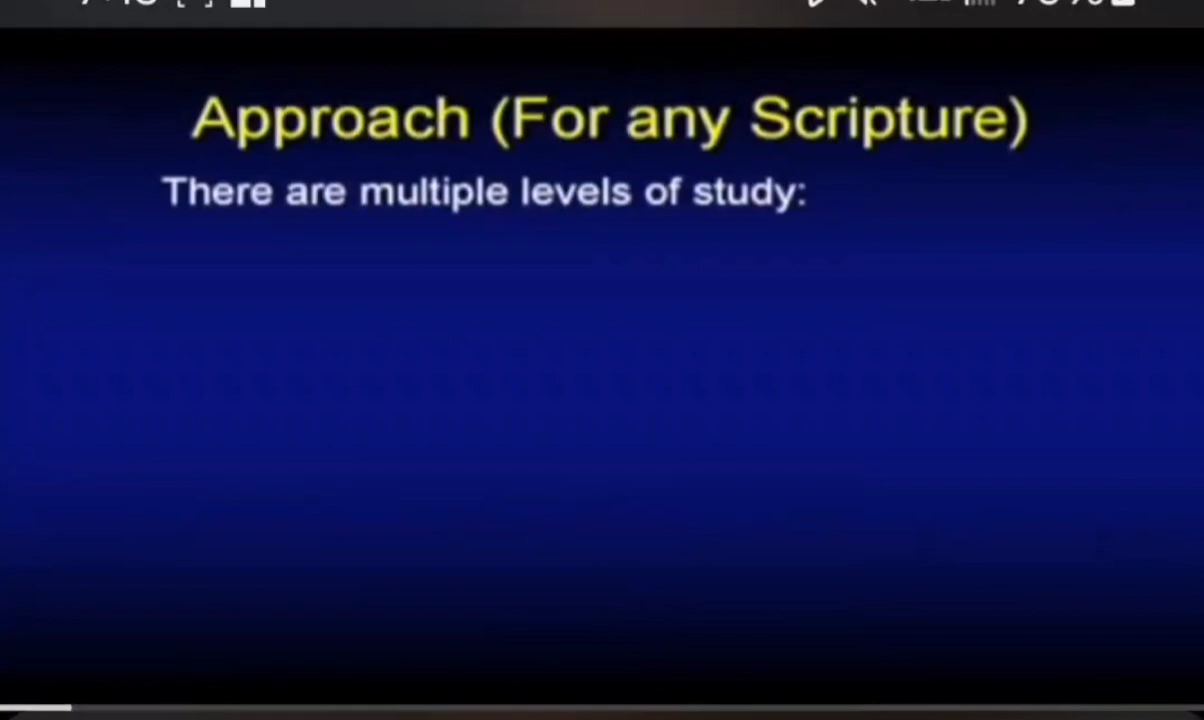 Approach (For any Scripture)
There are multiple levels of study: